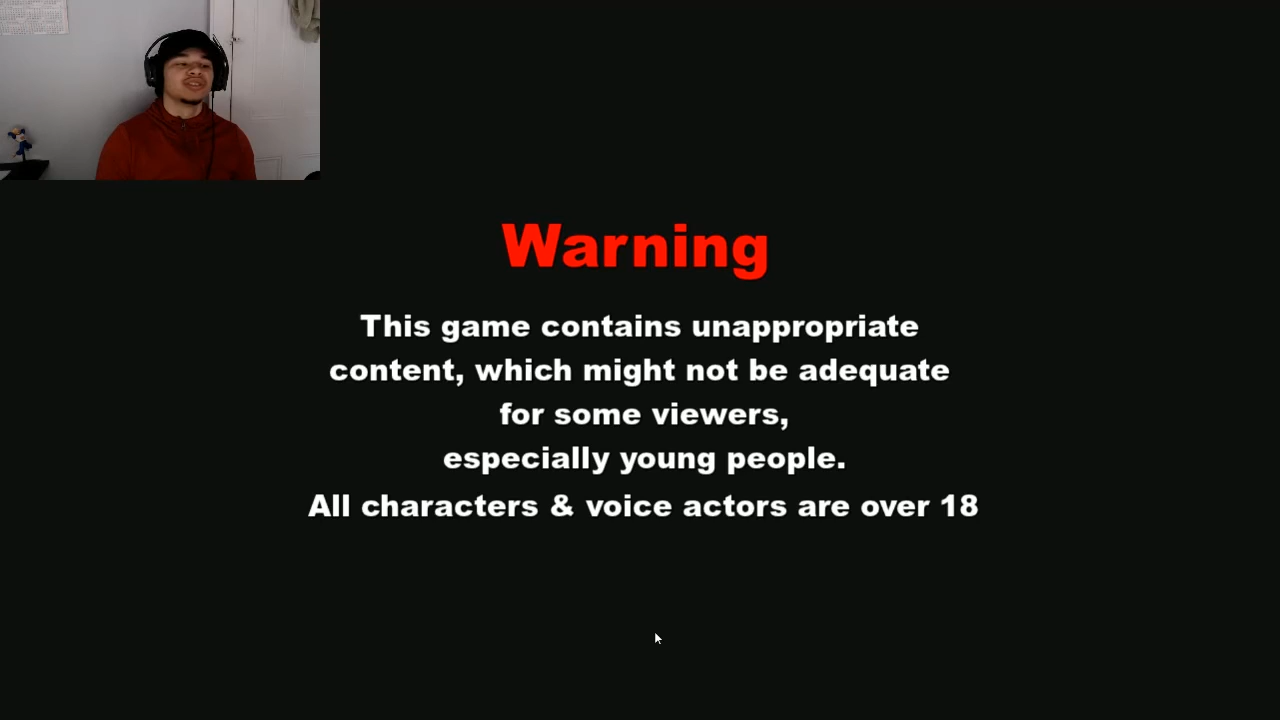 Warning
This game contains unappropriate
content, which might not be adequate
for some viewers,
especially young people.
All characters & voice actors are over 18